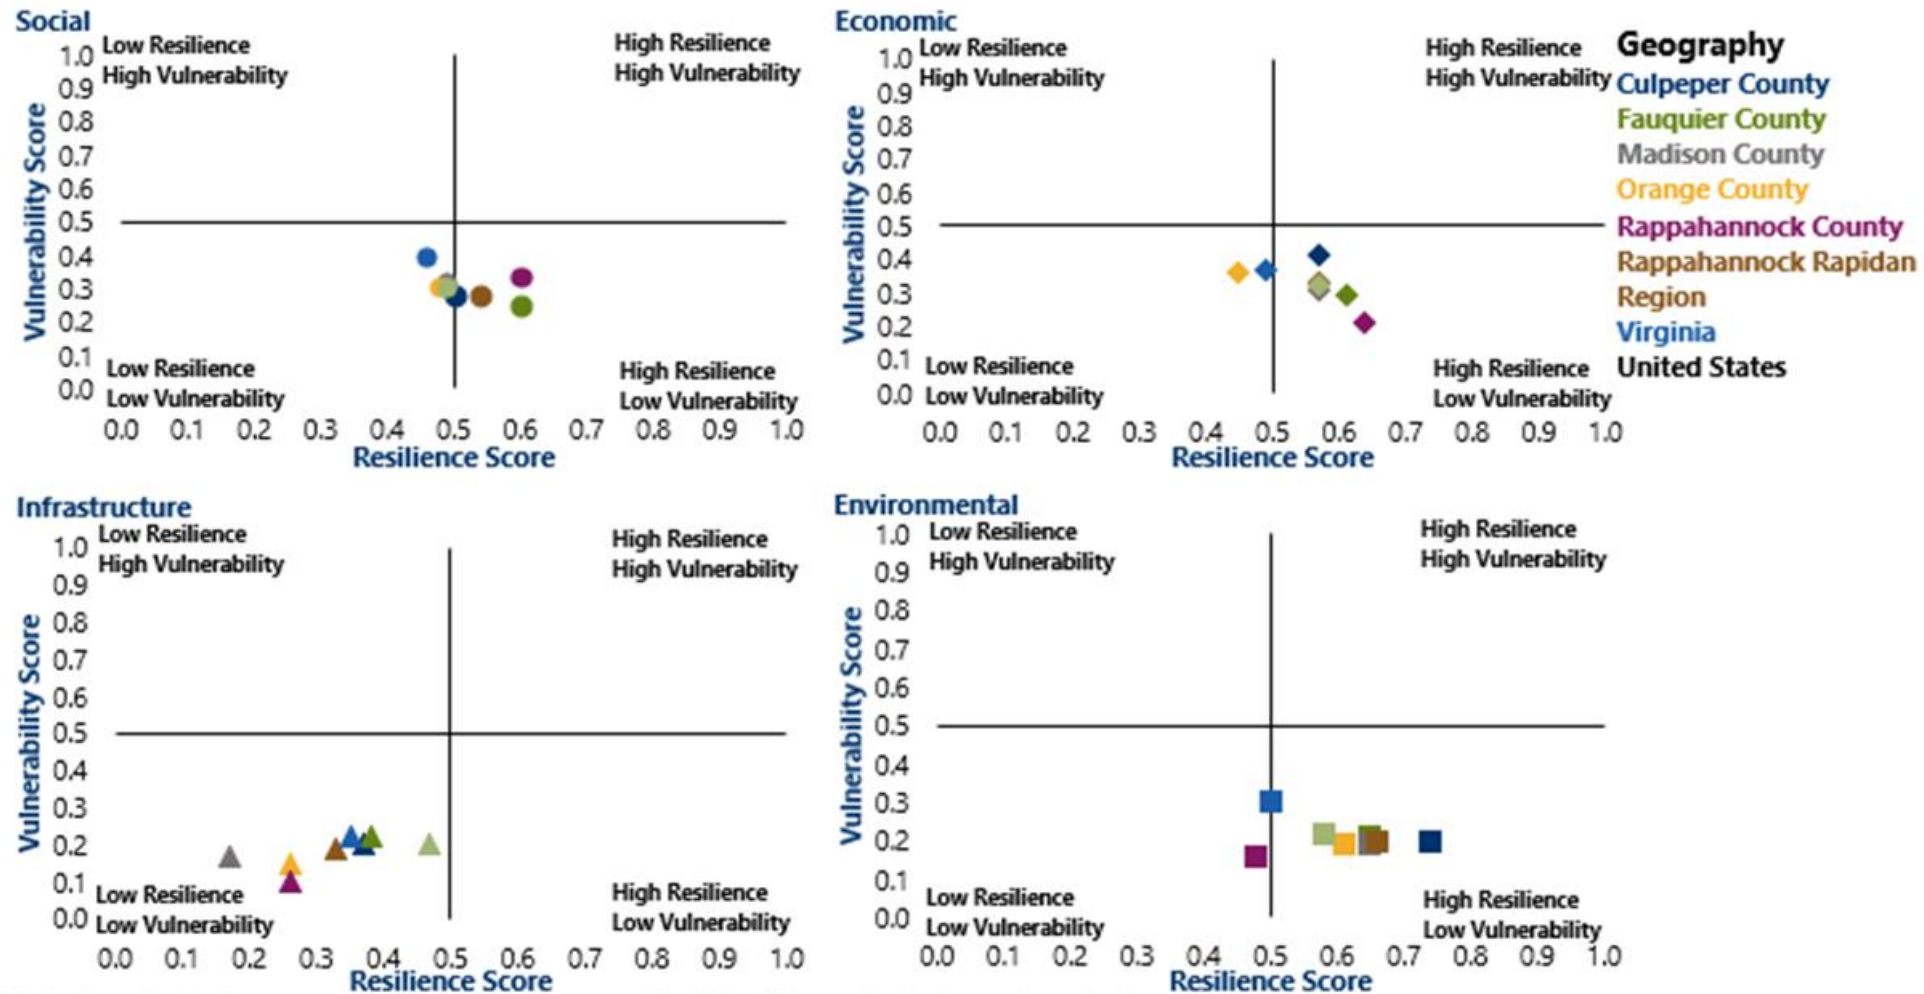 Social
Low Resilience
High Vulnerability
High Resilience
High Vulnerability
Vulnerability Score
1.0
0.9
0.8
0.7
0.6
0.5
0.4
0.3
0.2
0.1
0.0
Low Resilience
Low Vulnerability
High Resilience
Low Vulnerability
0.0 0.1 0.2 0.3 0.4 0.5 0.6 0.7 0.8 0.9 1.0
Resilience Score
Economic
Low Resilience
High Vulnerability
High Resilience
High Vulnerability
Vulnerability Score
1.0
0.9
0.8
0.7
0.6
0.5
0.4
0.3
0.2
0.1
0.0
Low Resilience
Low Vulnerability
High Resilience
Low Vulnerability
0.0 0.1 0.2 0.3 0.4 0.5 0.6 0.7 0.8 0.9 1.0
Resilience Score
Geography
Culpeper County
Fauquier County
Madison County
Orange County
Rappahannock County
Rappahannock Rapidan
Region
Virginia
United States
Infrastructure
Low Resilience
High Vulnerability
High Resilience
High Vulnerability
Vulnerability Score
1.0
0.9
0.8
0.7
0.6
0.5
0.4
0.3
0.2
0.1
0.0
Low Resilience
Low Vulnerability
High Resilience
Low Vulnerability
0.0 0.1 0.2 0.3 0.4 0.5 0.6 0.7 0.8 0.9 1.0
Resilience Score
Environmental
Low Resilience
High Vulnerability
High Resilience
High Vulnerability
Vulnerability Score
1.0
0.9
0.8
0.7
0.6
0.5
0.4
0.3
0.2
0.1
0.0
Low Resilience
Low Vulnerability
High Resilience
Low Vulnerability
0.0 0.1 0.2 0.3 0.4 0.5 0.6 0.7 0.8 0.9 1.0
Resilience Score